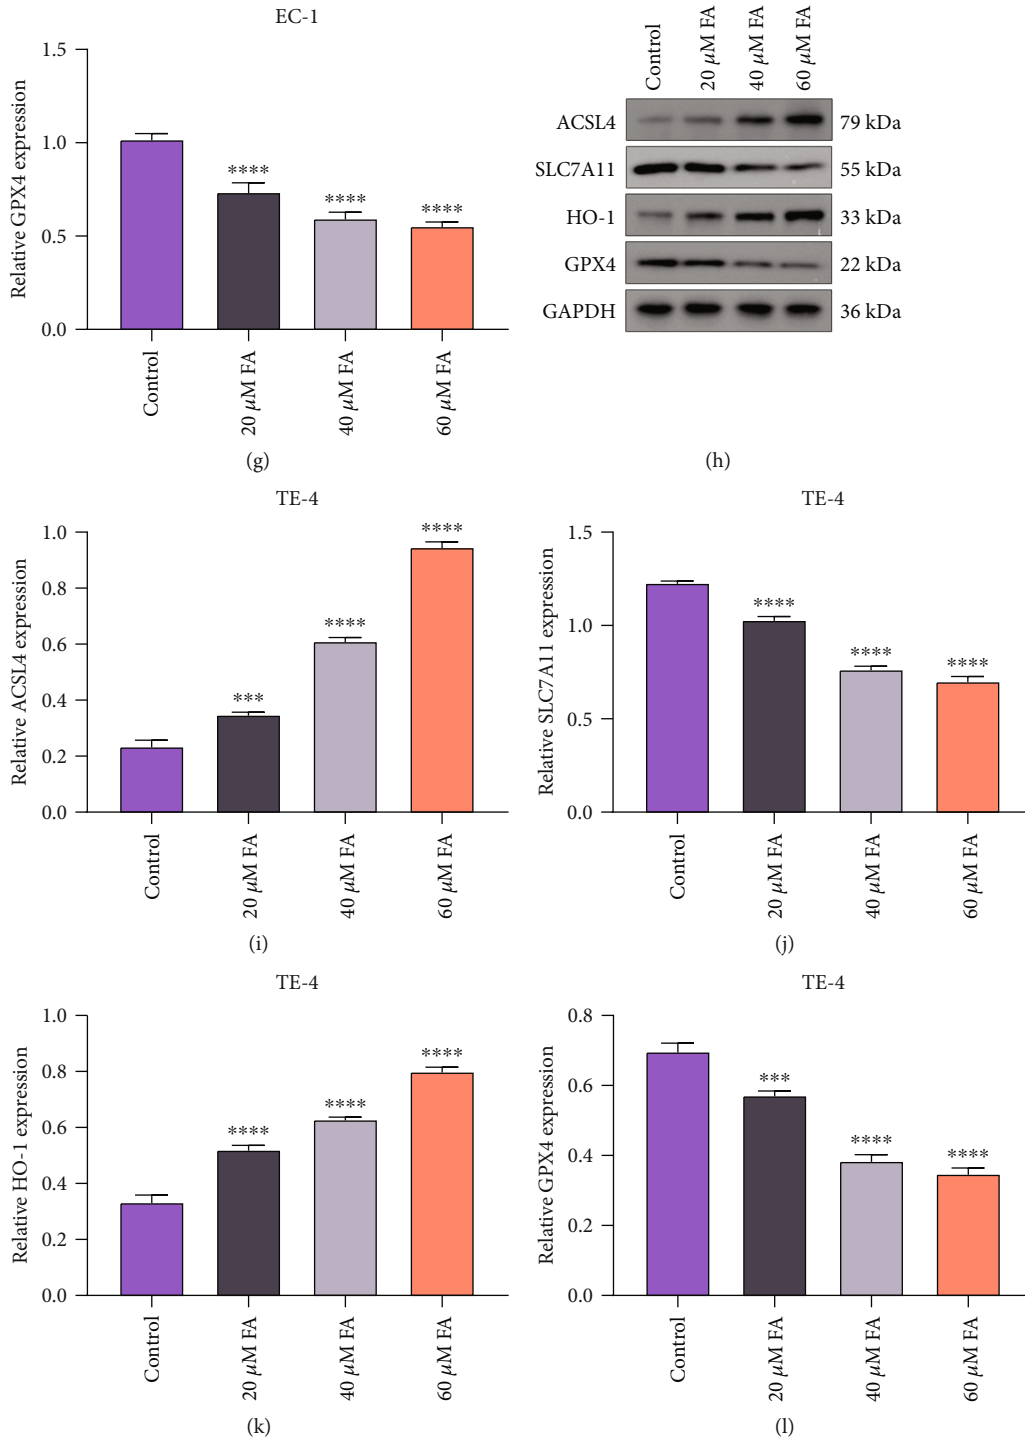 EC-1
Relative GPX4 expression
1.5
1.0
0.5
0.0
****
****
****
Control
20 μM FA
40 μM FA
60 μM FA
(g)
Control
20 μM FA
40 μM FA
60 μM FA
ACSL4 79 kDa
SLC7A11 55 kDa
HO-1 33 kDa
GPX4 22 kDa
GAPDH 36 kDa
(h)
TE-4
Relative ACSL4 expression
1.0
0.8
0.6
0.4
0.2
0.0
***
****
****
Control
20 μM FA
40 μM FA
60 μM FA
(i)
TE-4
Relative SLC7A11 expression
1.5
1.0
0.5
0.0
****
****
****
Control
20 μM FA
40 μM FA
60 μM FA
(j)
TE-4
Relative HO-1 expression
1.0
0.8
0.6
0.4
0.2
0.0
****
****
****
Control
20 μM FA
40 μM FA
60 μM FA
(k)
TE-4
Relative GPX4 expression
0.8
0.6
0.4
0.2
0.0
***
****
****
Control
20 μM FA
40 μM FA
60 μM FA
(l)